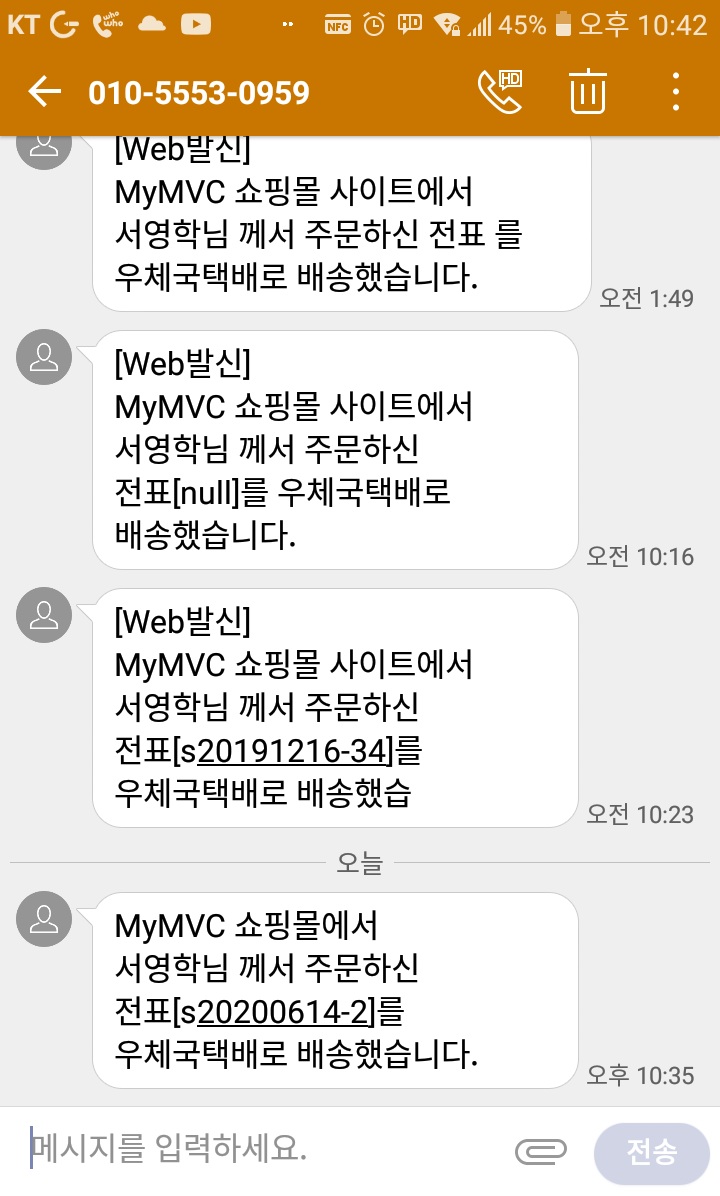 KT who who NFC HD 45% 오후 10:42
010-5553-0959 HD
[Web발신]
MyMVC 쇼핑몰 사이트에서
서영학님 께서 주문하신 전표 를
우체국택배로 배송했습니다.
오전 1:49
[Web발신]
MyMVC 쇼핑몰 사이트에서
서영학님 께서 주문하신
전표[null]를 우체국택배로
배송했습니다.
오전 10:16
[Web발신]
MyMVC 쇼핑몰 사이트에서
서영학님 께서 주문하신
전표[s20191216-34]를
우체국택배로 배송했습
오전 10:23
오늘
MyMVC 쇼핑몰에서
서영학님 께서 주문하신
전표[s20200614-2]를
우체국택배로 배송했습니다.
오후 10:35
메시지를 입력하세요.
전송